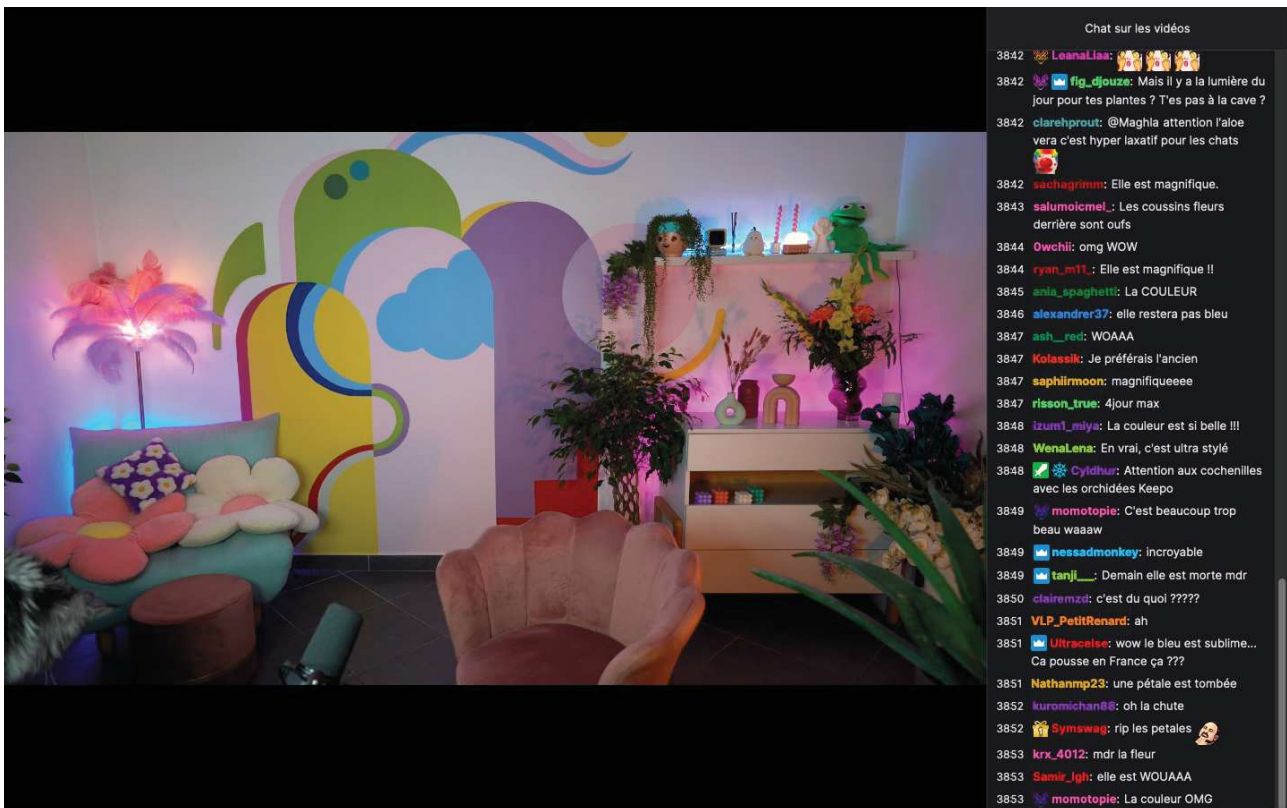 Chat sur les vidéos
3842 LeanaLiaa:
3842 fig_djouze: Mais il y a la lumière du
jour pour tes plantes ? T'es pas à la cave ?
3842 clarehprout: @Maghla attention l'aloe
vera c'est hyper laxatif pour les chats
3842 sachagrimm: Elle est magnifique.
3843 salumoicmel_: Les coussins fleurs
derrière sont oufs
3844 0wchii: omg WOW
3844 ryan_m11_: Elle est magnifique !!
3845 ania_spaghetti: La COULEUR
3846 alexandrer37: elle restera pas bleu
3847 ash__red: WOAAA
3847 Kolassik: Je préférais l'ancien
3847 saphiirmoon: magnifiqueeee
3847 risson_true: 4jour max
3848 izum1_miya: La couleur est si belle !!!
3848 WenaLena: En vrai, c'est ultra stylé
3848 Cyldhur: Attention aux cochenilles
avec les orchidées Keepo
3849 momotopie: C'est beaucoup trop
beau waaaw
3849 nessadmonkey: incroyable
3849 tanji___: Demain elle est morte mdr
3850 clairemzd: c'est du quoi ?????
3851 VLP_PetitRenard: ah
3851 Ultraceise: wow le bleu est sublime...
Ca pousse en France ça ???
3851 Nathanmp23: une pétale est tombée
3852 kuromichan88: oh la chute
3852 Symswag: rip les petales
3853 krx_4012: mdr la fleur
3853 Samir_lgh: elle est WOUAAA
3853 momotopie: La couleur OMG